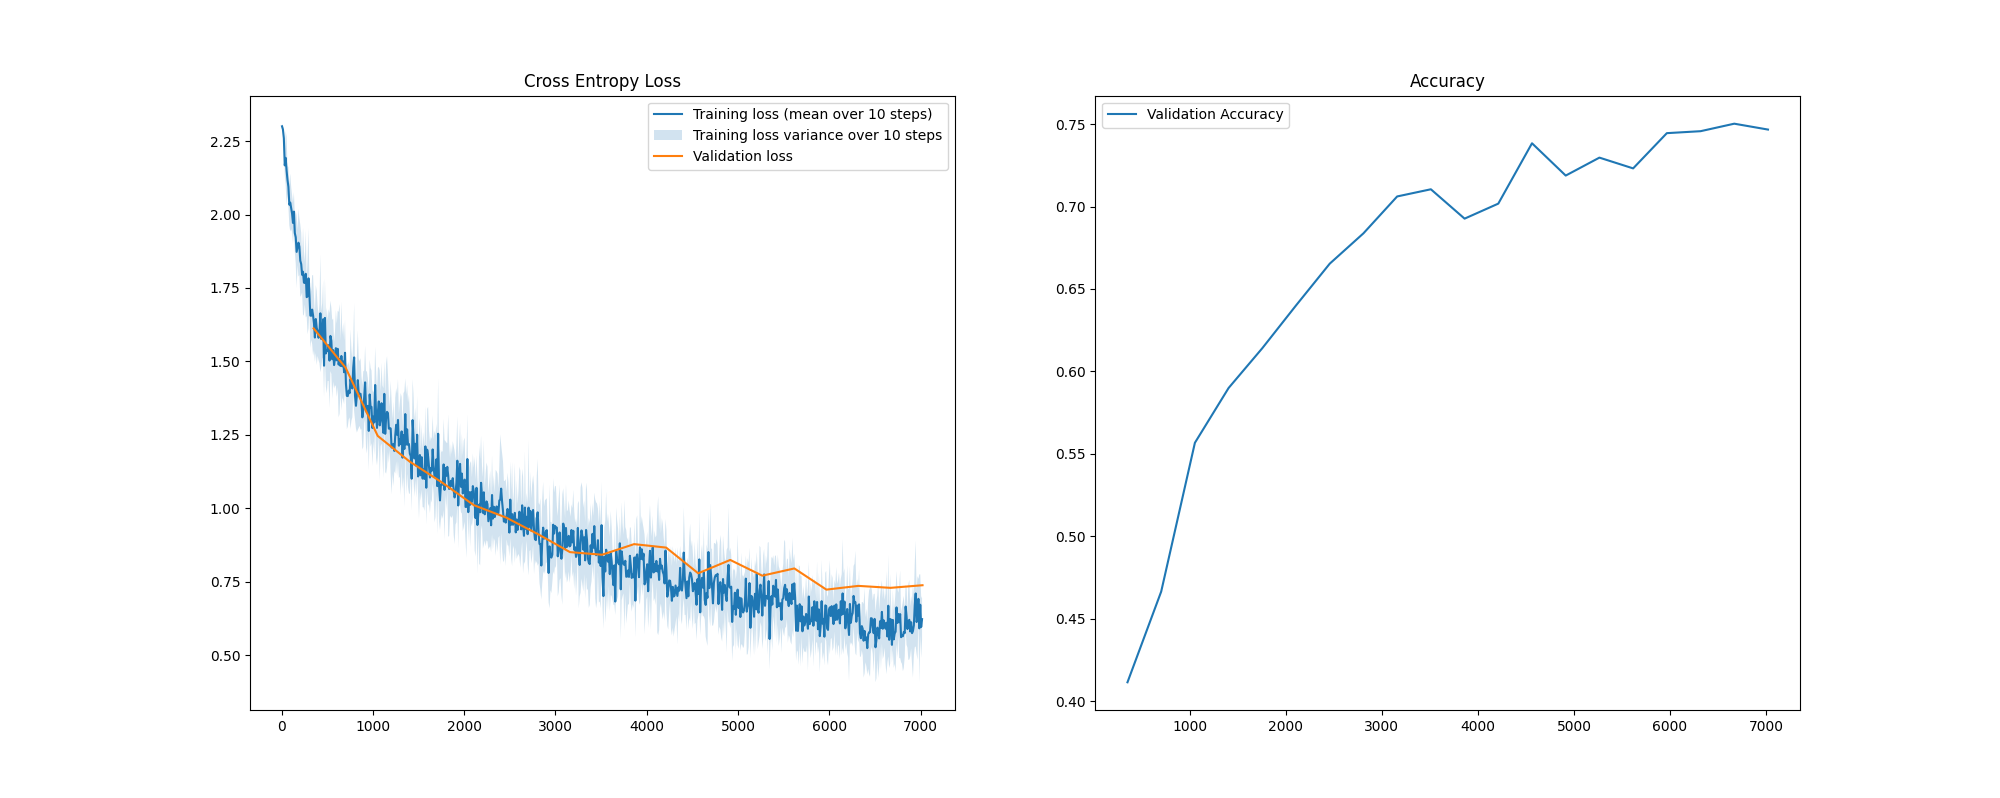 Cross Entropy Loss
Training loss (mean over 10 steps)
Training loss variance over 10 steps
Validation loss
2.25
2.00
1.75
1.50
1.25
1.00
0.75
0.50
0 1000 2000 3000 4000 5000 6000 7000
Accuracy
Validation Accuracy
0.75
0.70
0.65
0.60
0.55
0.50
0.45
0.40
1000 2000 3000 4000 5000 6000 7000